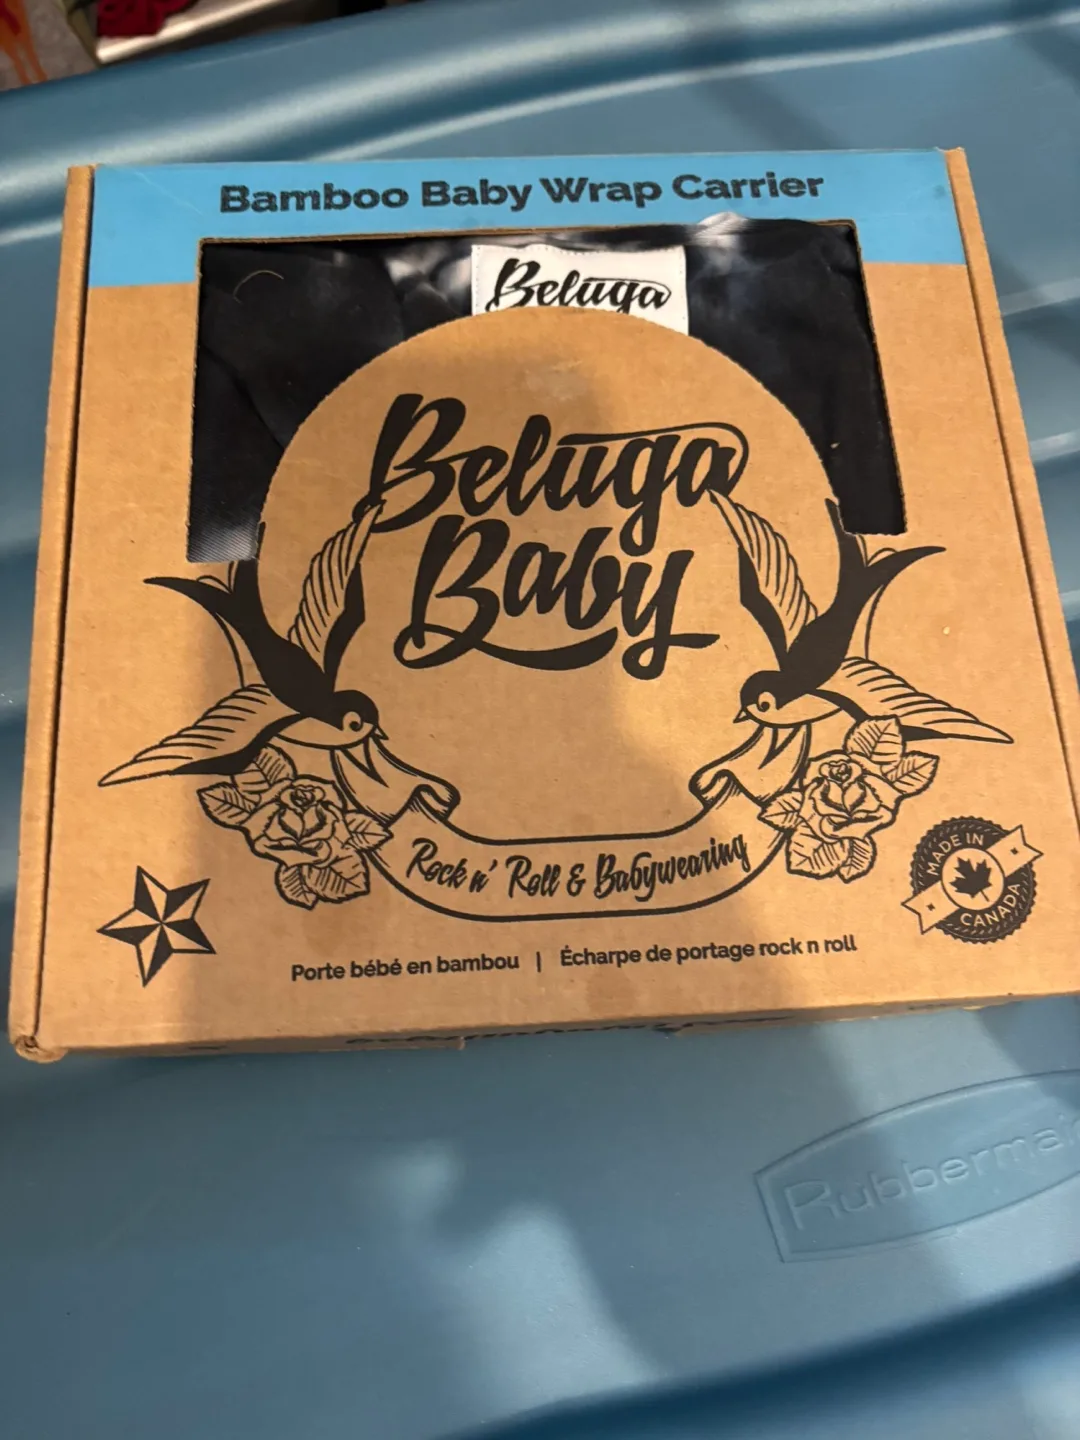 Bamboo Baby Wrap Carrier
Beluga
Beluga
Baby
Rock n' Roll & Babywearing
MADE IN
CANADA
Porte bébé en bambou | Écharpe de portage rock n roll
Rubbermai